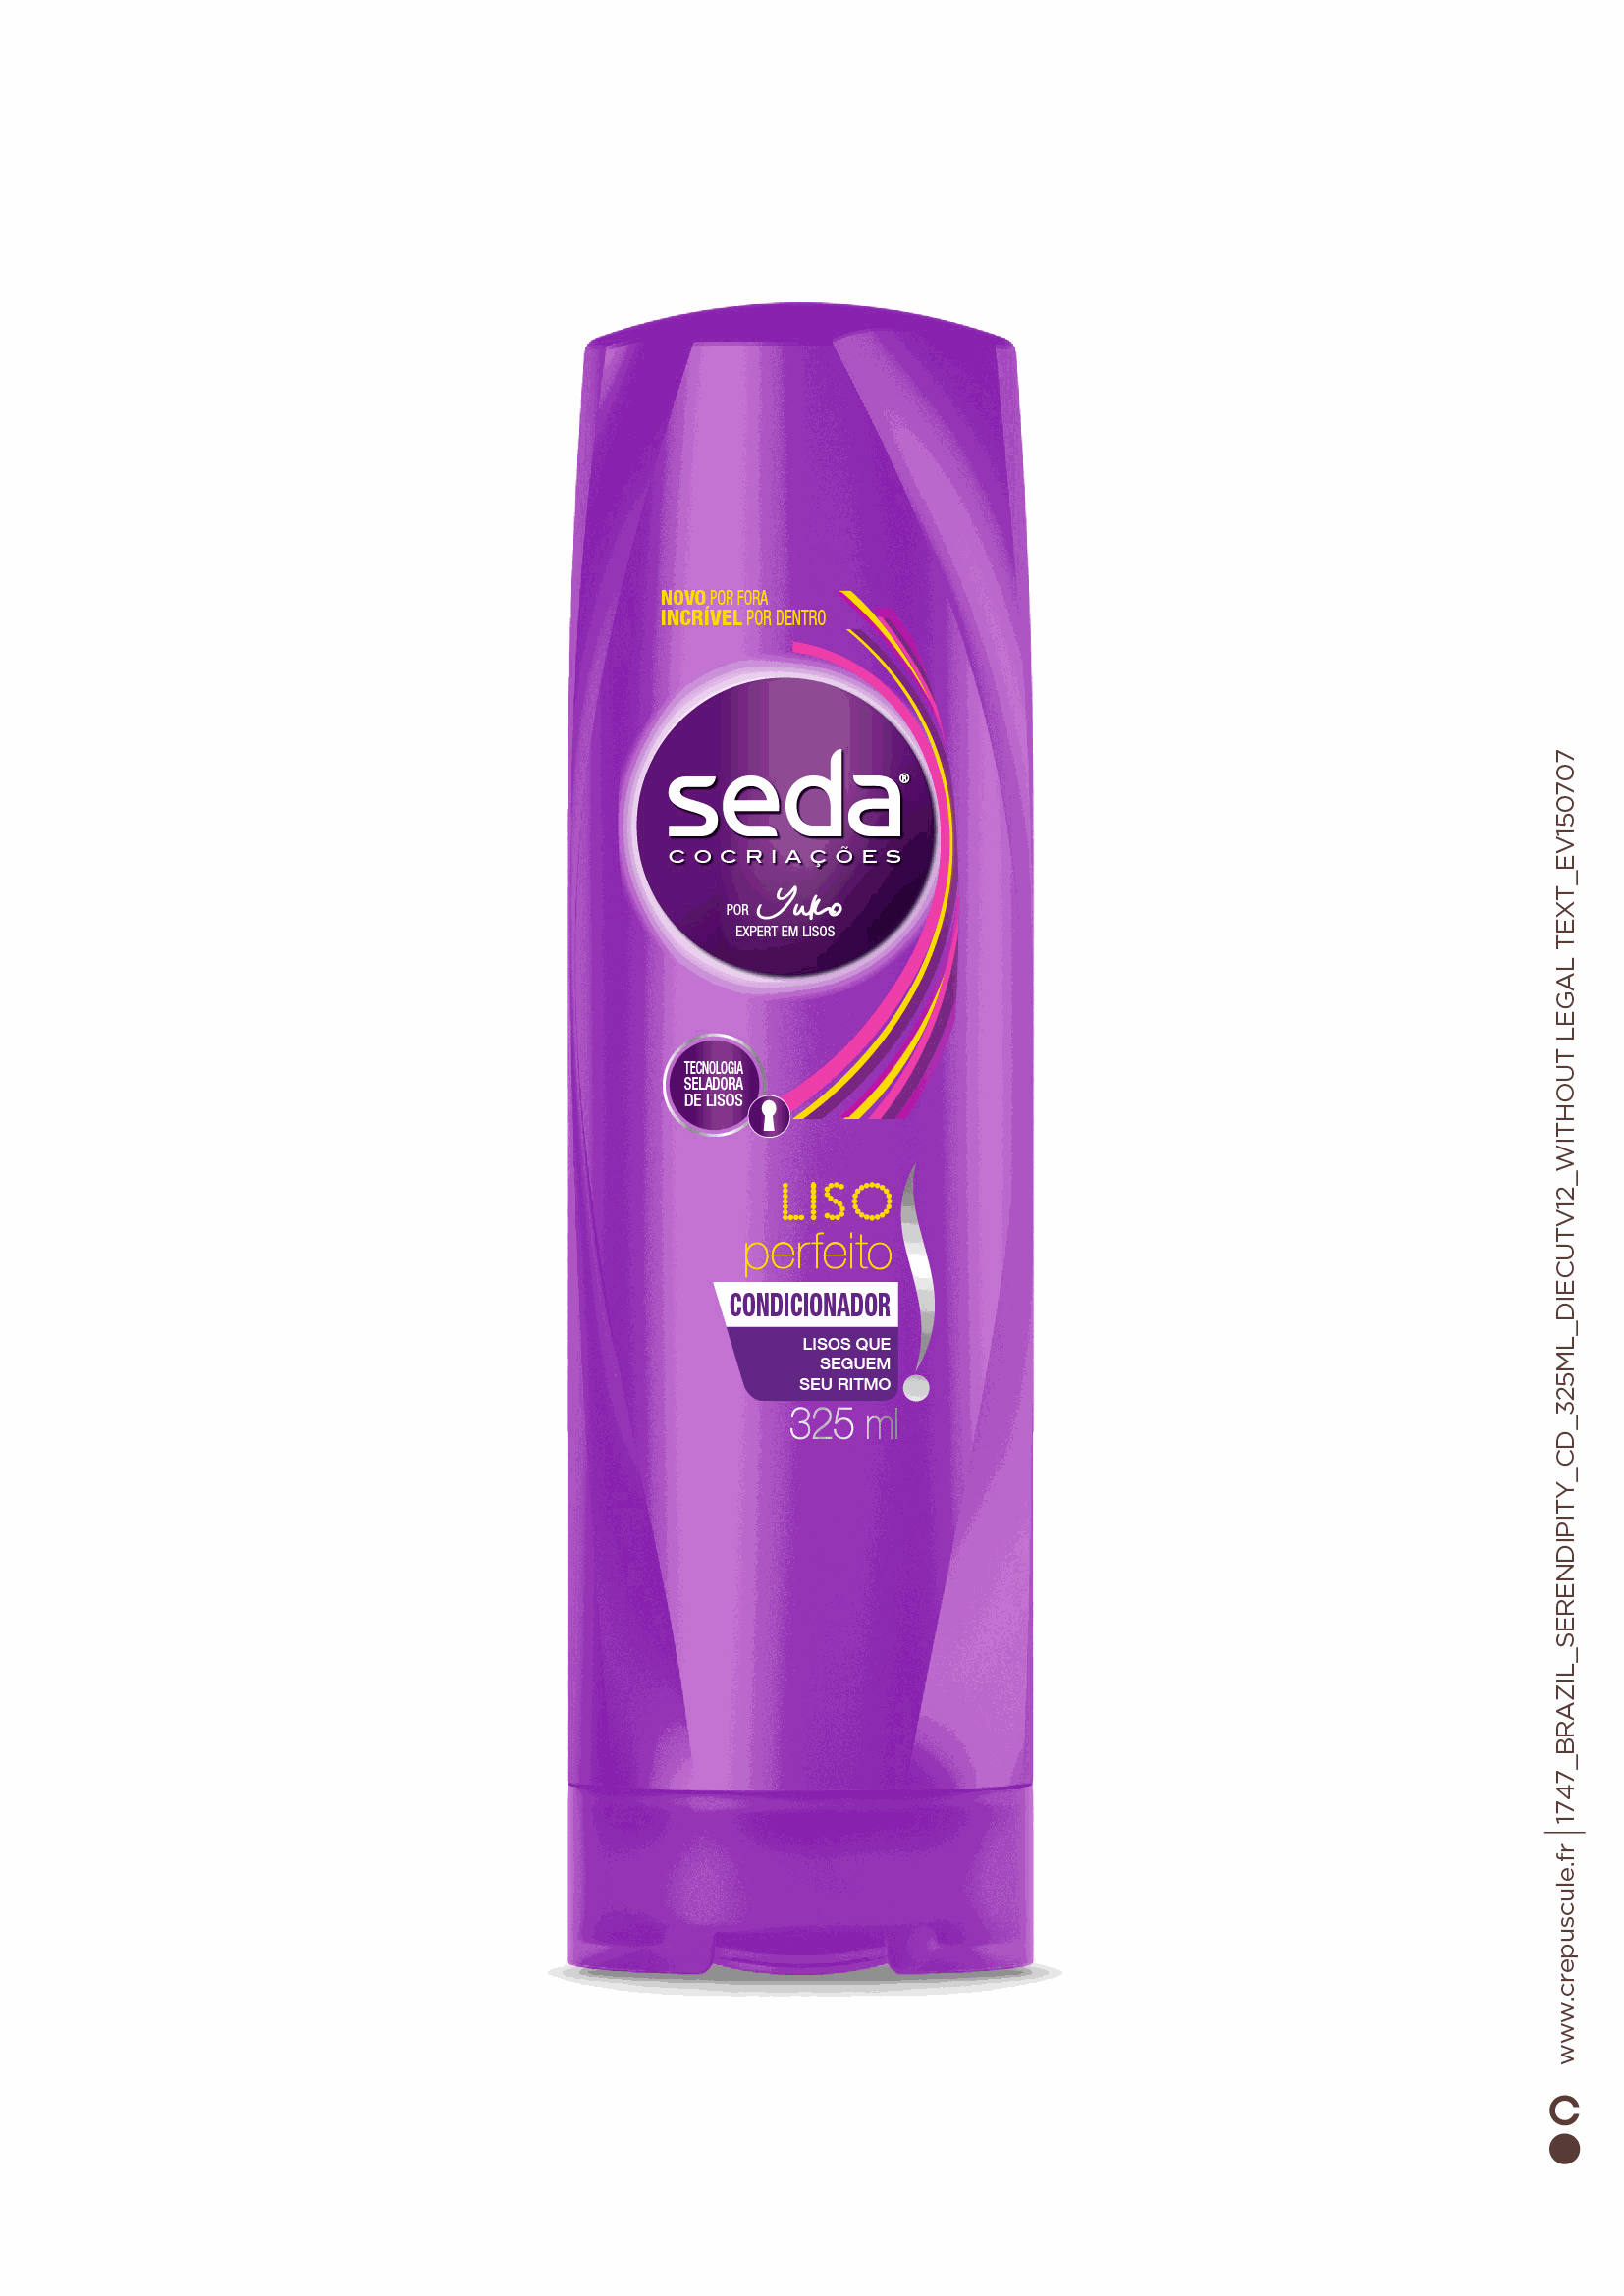 NOVO POR FORA
INCRÍVEL POR DENTRO
seda®
COCRIAÇÕES
POR Yuko
EXPERT EM LISOS
TECNOLOGIA
SELADORA
DE LISOS
LISO
perfeito
CONDICIONADOR
LISOS QUE
SEGUEM
SEU RITMO
325 ml
C www.crepuscule.fr | 1747_BRAZIL_SERENDIPITY_CD_325ML_DIECUTV12_WITHOUT LEGAL TEXT_EV150707